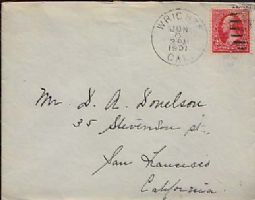 WRIGHTS
JUN
1901
CAL.
Mr. D. A. Donelson
35 Stevenson st.,
San Francisco
California.